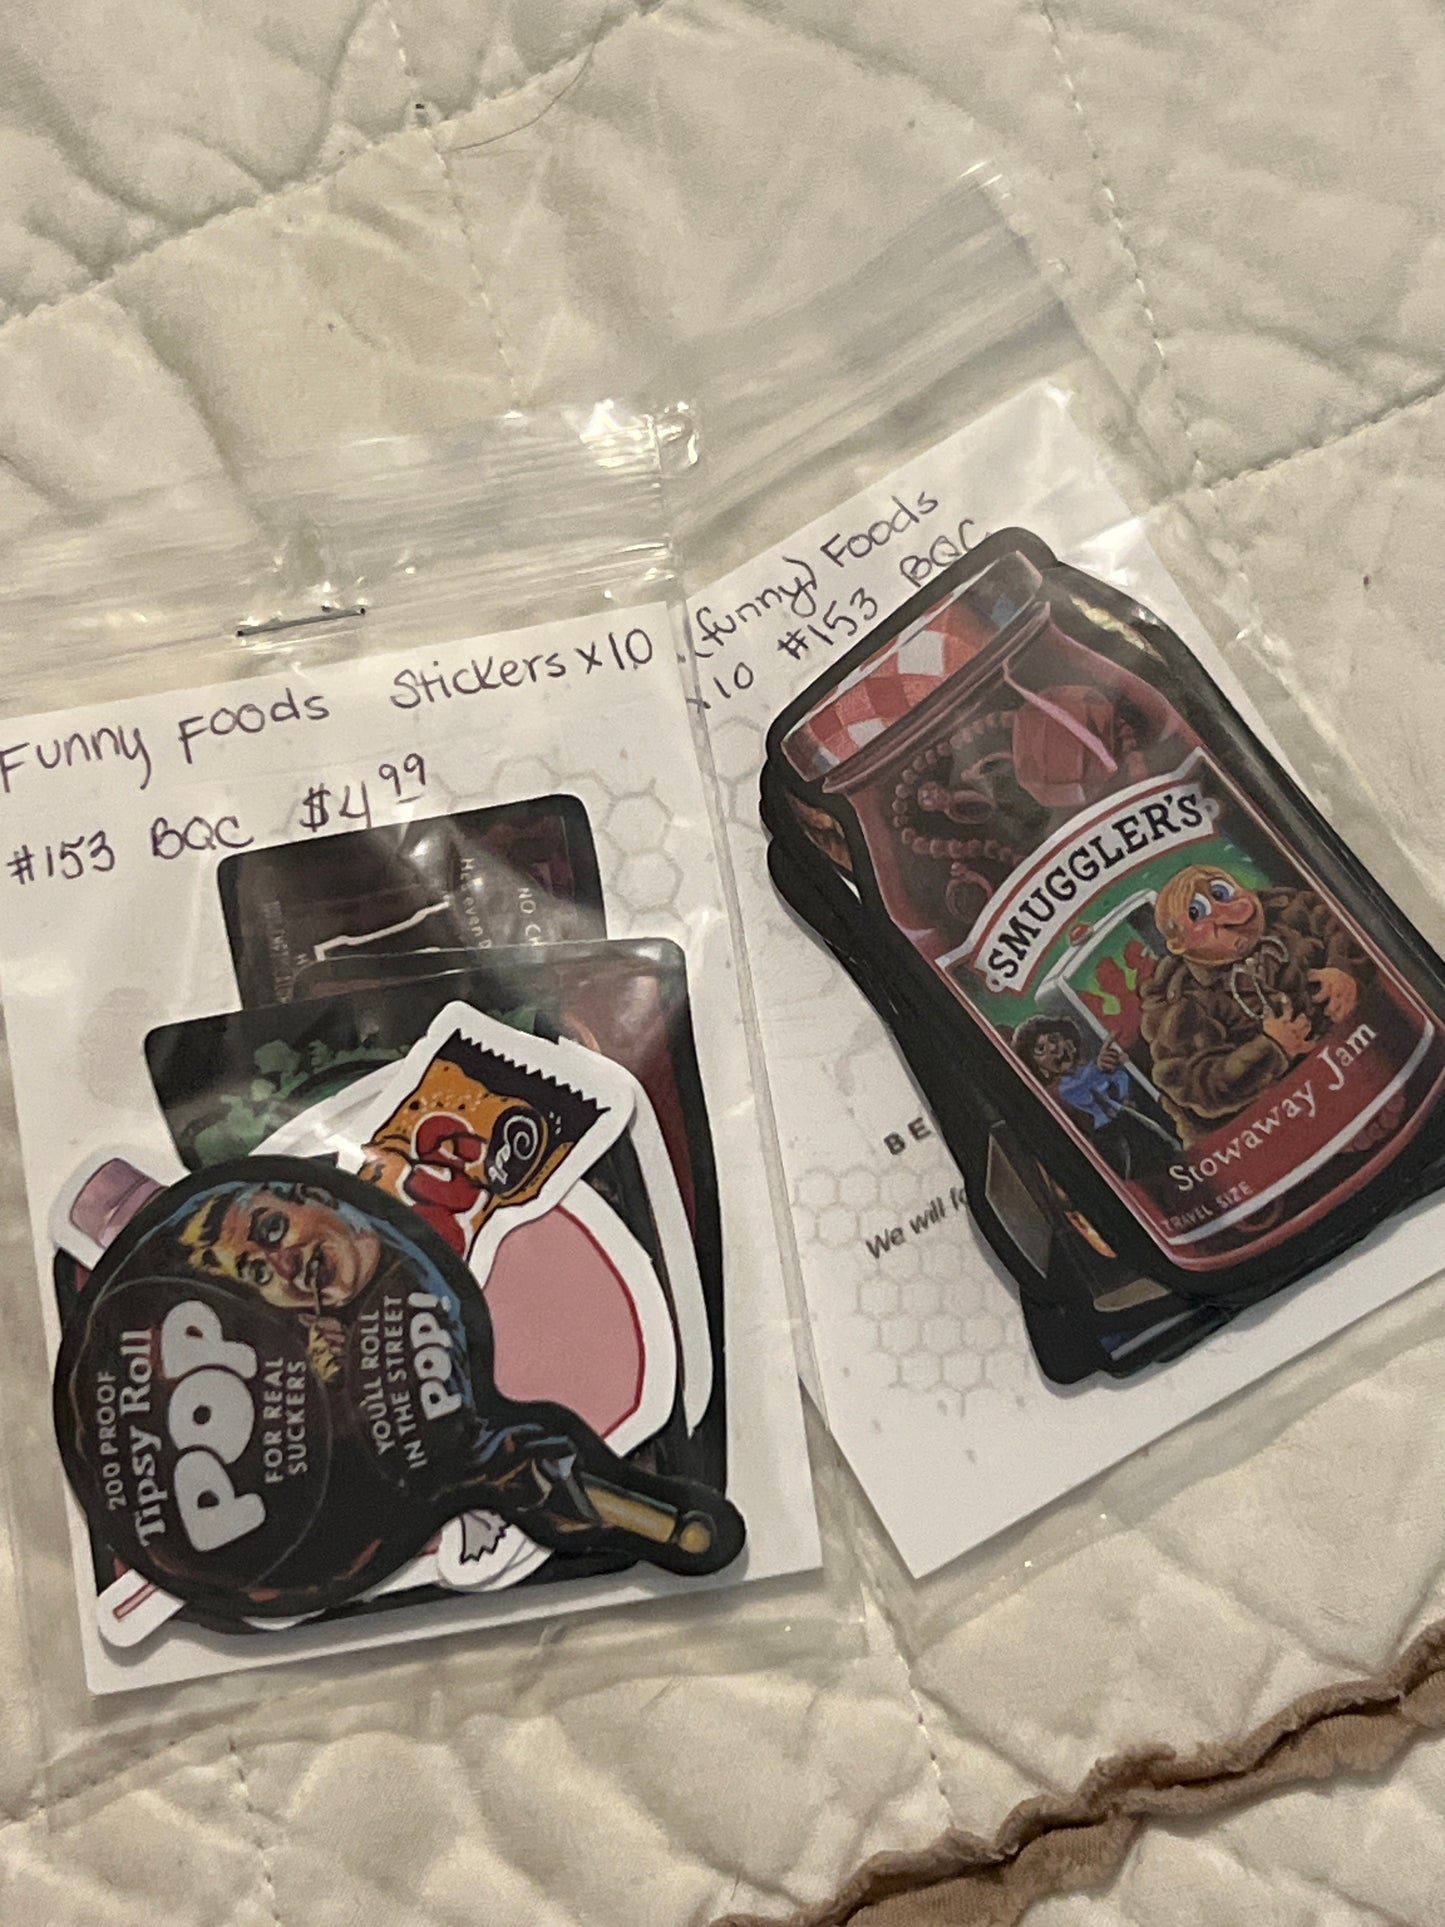 Funny Foods Stickers x10
#153 BQC $4.99
(funny) Foods
x10 #153 BQC
NO
200 PROOF
Tipsy Roll
POP
FOR REAL
SUCKERS
YOU'LL ROLL
IN THE STREET
POP!
SMUGGLER'S
Stowaway Jam
TRAVEL SIZE
BE
We will